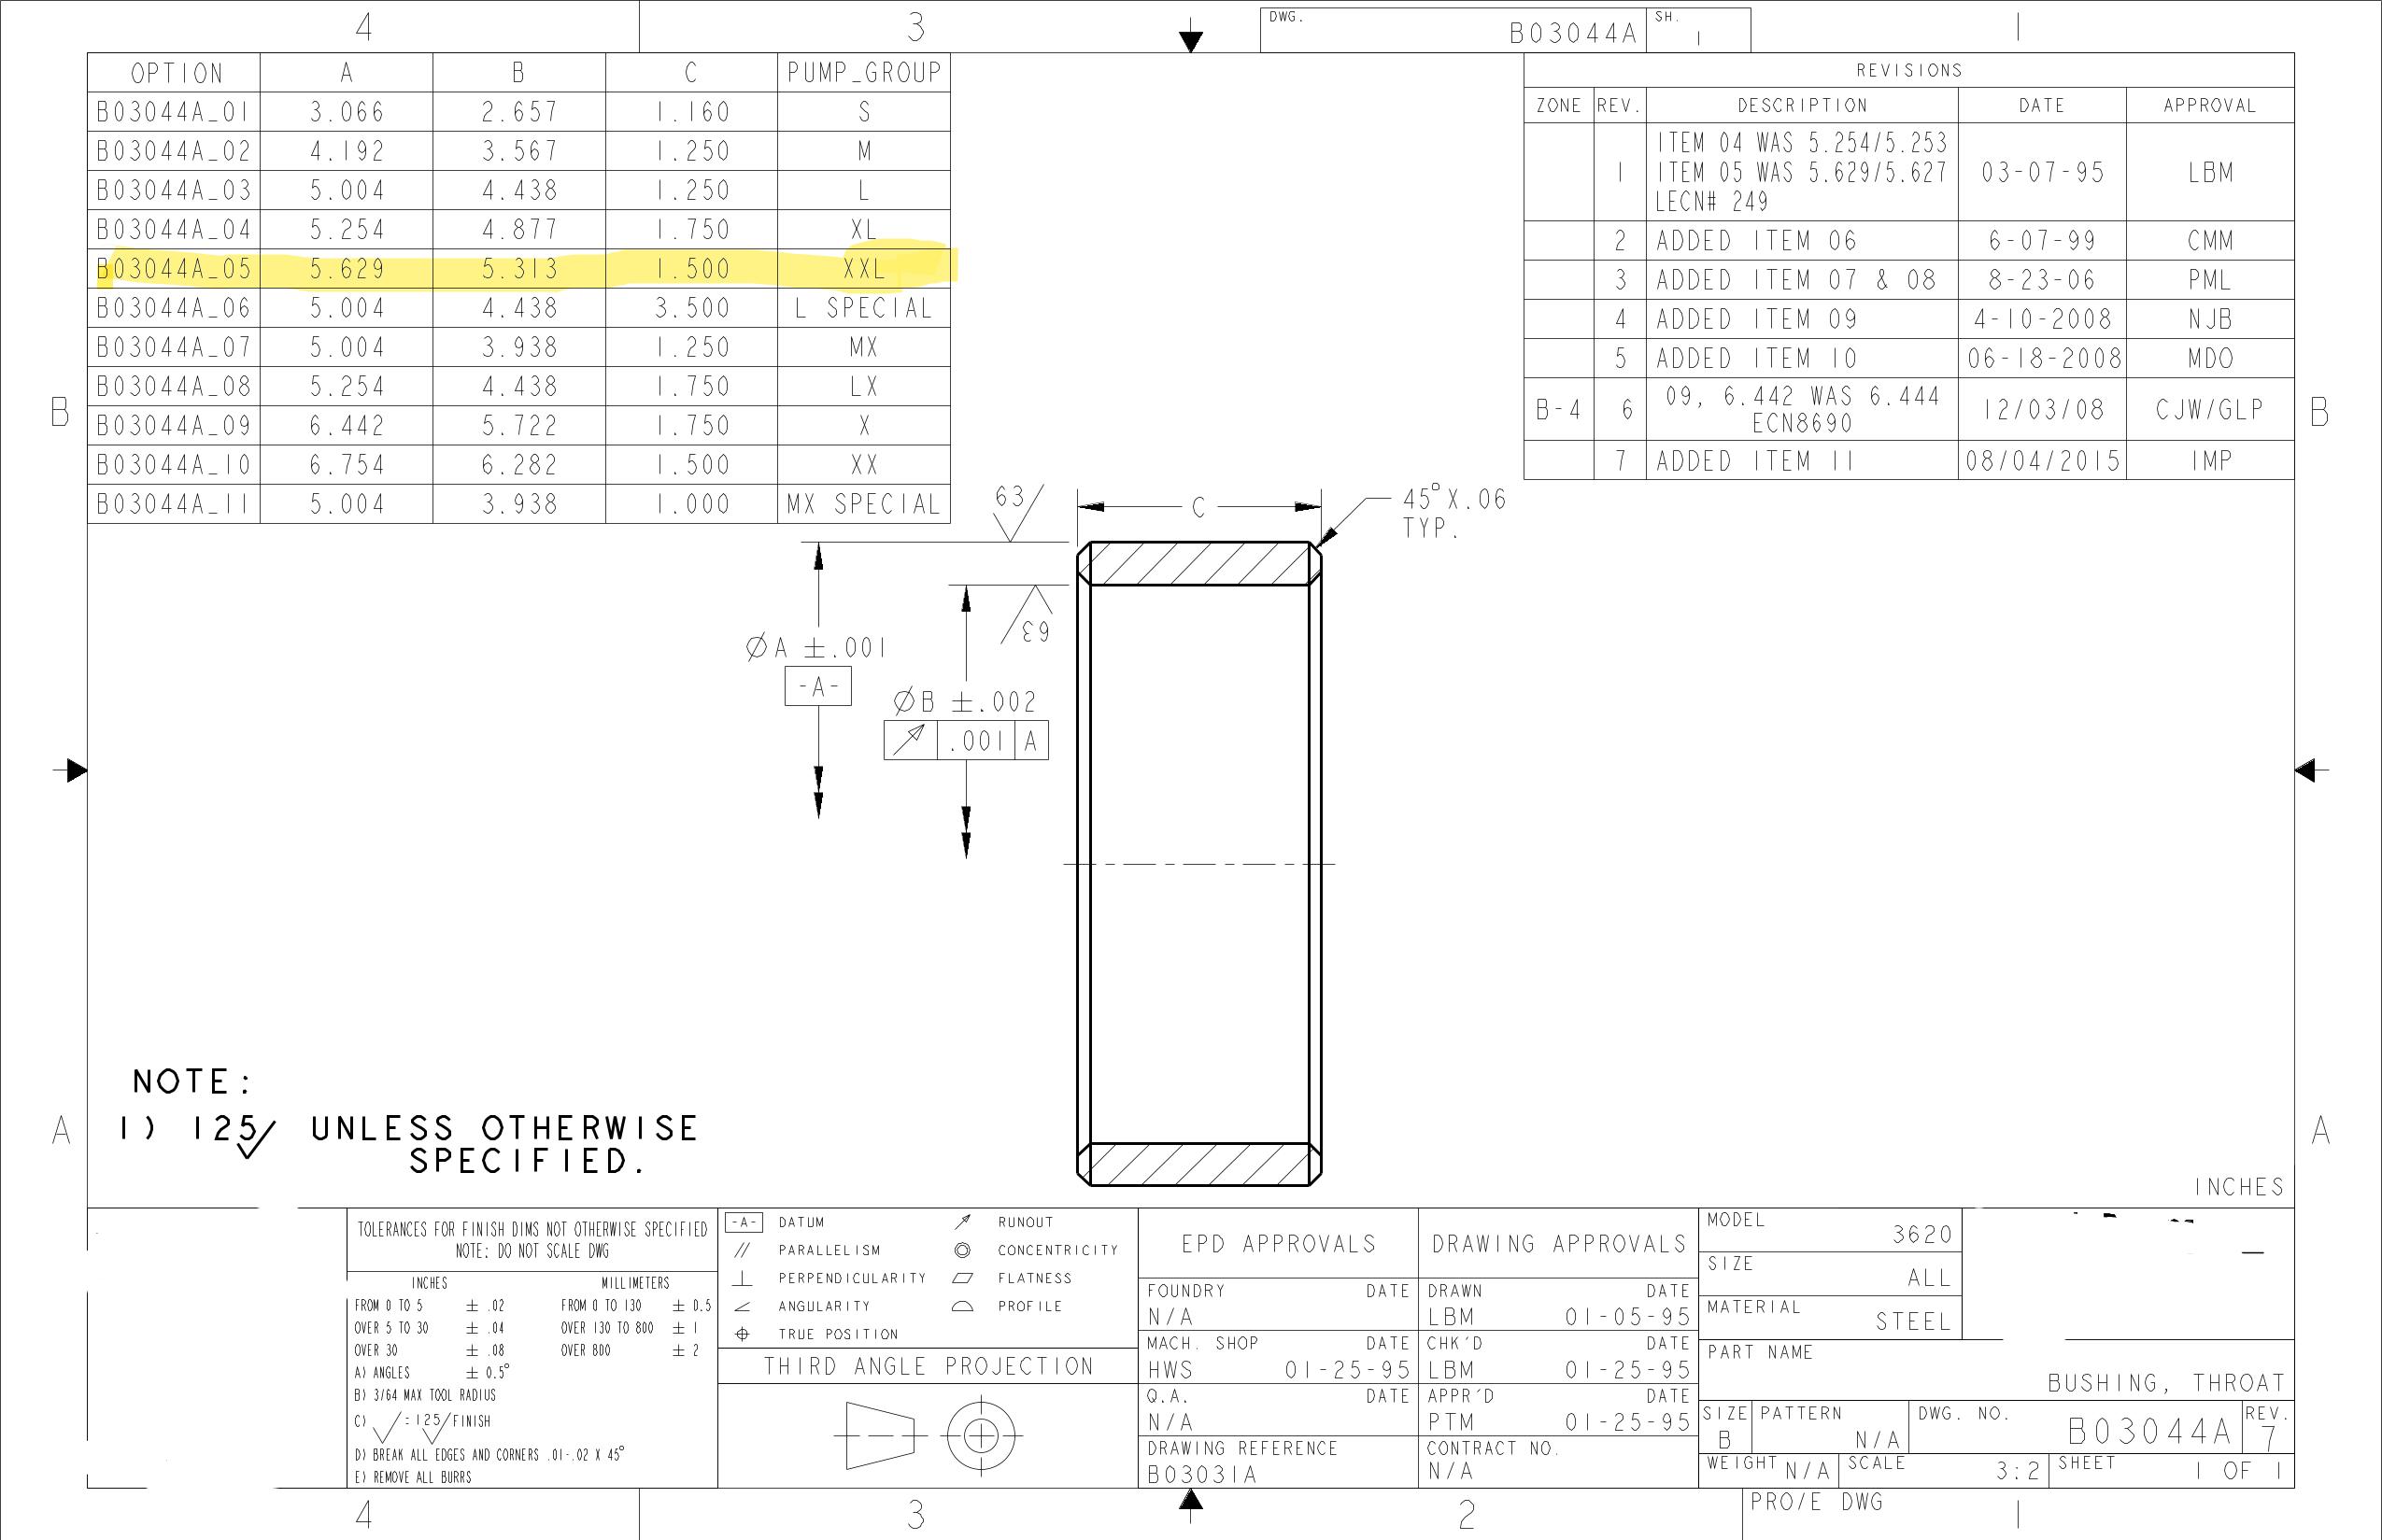 4
3
DWG.
B03044A
SH.
1
OPTION A B C PUMP_GROUP
B03044A_01 3.066 2.657 1.160 S
B03044A_02 4.192 3.567 1.250 M
B03044A_03 5.004 4.438 1.250 L
B03044A_04 5.254 4.877 1.750 XL
B03044A_05 5.629 5.313 1.500 XXL
B03044A_06 5.004 4.438 3.500 L SPECIAL
B03044A_07 5.004 3.938 1.250 MX
B03044A_08 5.254 4.438 1.750 LX
B03044A_09 6.442 5.722 1.750 X
B03044A_10 6.754 6.282 1.500 XX
B03044A_11 5.004 3.938 1.000 MX SPECIAL
REVISIONS
ZONE REV. DESCRIPTION DATE APPROVAL
ITEM 04 WAS 5.254/5.253
1 ITEM 05 WAS 5.629/5.627 03-07-95 LBM
LECN# 249
2 ADDED ITEM 06 6-07-99 CMM
3 ADDED ITEM 07 & 08 8-23-06 PML
4 ADDED ITEM 09 4-10-2008 NJB
5 ADDED ITEM 10 06-18-2008 MDO
B-4 6 09, 6.442 WAS 6.444 12/03/08 CJW/GLP
ECN8690
7 ADDED ITEM 11 08/04/2015 IMP
B
B
63
C
45°X.06
TYP.
63
ØA ±.001
-A-
ØB ±.002
.001 A
NOTE:
1) 125 UNLESS OTHERWISE
SPECIFIED.
A
A
INCHES
TOLERANCES FOR FINISH DIMS NOT OTHERWISE SPECIFIED
NOTE: DO NOT SCALE DWG
INCHES MILLIMETERS
FROM 0 TO 5 ± .02 FROM 0 TO 130 ± 0.5
OVER 5 TO 30 ± .04 OVER 130 TO 800 ± 1
OVER 30 ± .08 OVER 800 ± 2
A) ANGLES ± 0.5°
B) 3/64 MAX TOOL RADIUS
C) √=125/FINISH
D) BREAK ALL EDGES AND CORNERS .01-.02 X 45°
E) REMOVE ALL BURRS
-A- DATUM RUNOUT
// PARALLELISM CONCENTRICITY
PERPENDICULARITY FLATNESS
ANGULARITY PROFILE
TRUE POSITION
THIRD ANGLE PROJECTION
EPD APPROVALS
FOUNDRY DATE
N/A
MACH. SHOP DATE
HWS 01-25-95
Q.A. DATE
N/A
DRAWING REFERENCE
B03031A
DRAWING APPROVALS
DRAWN DATE
LBM 01-05-95
CHK'D DATE
LBM 01-25-95
APPR'D DATE
PTM 01-25-95
CONTRACT NO.
N/A
MODEL
3620
SIZE
ALL
MATERIAL
STEEL
PART NAME
BUSHING, THROAT
SIZE PATTERN DWG. NO. REV.
B N/A B03044A 7
WEIGHT N/A SCALE 3:2 SHEET 1 OF 1
4
3
2
PRO/E DWG
1